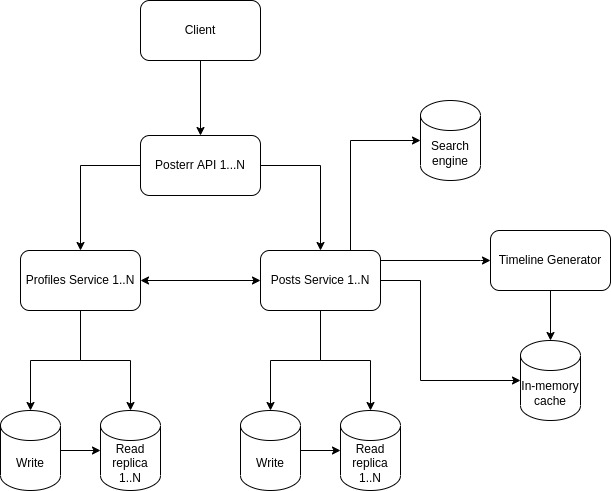 Client
Posterr API 1...N
Search
engine
Profiles Service 1..N
Posts Service 1..N
Timeline Generator
In-memory
cache
Write
Read
replica
1..N
Write
Read
replica
1..N